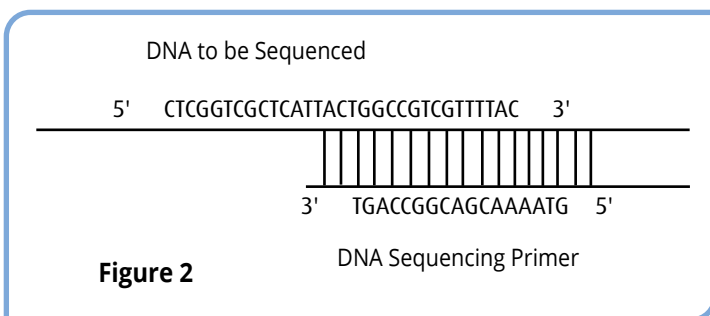 DNA to be Sequenced
5' CTCGGTCGCTCATTACTGGCCGTCGTTTTAC 3'
3' TGACCGGCAGCAAAATG 5'
DNA Sequencing Primer
Figure 2